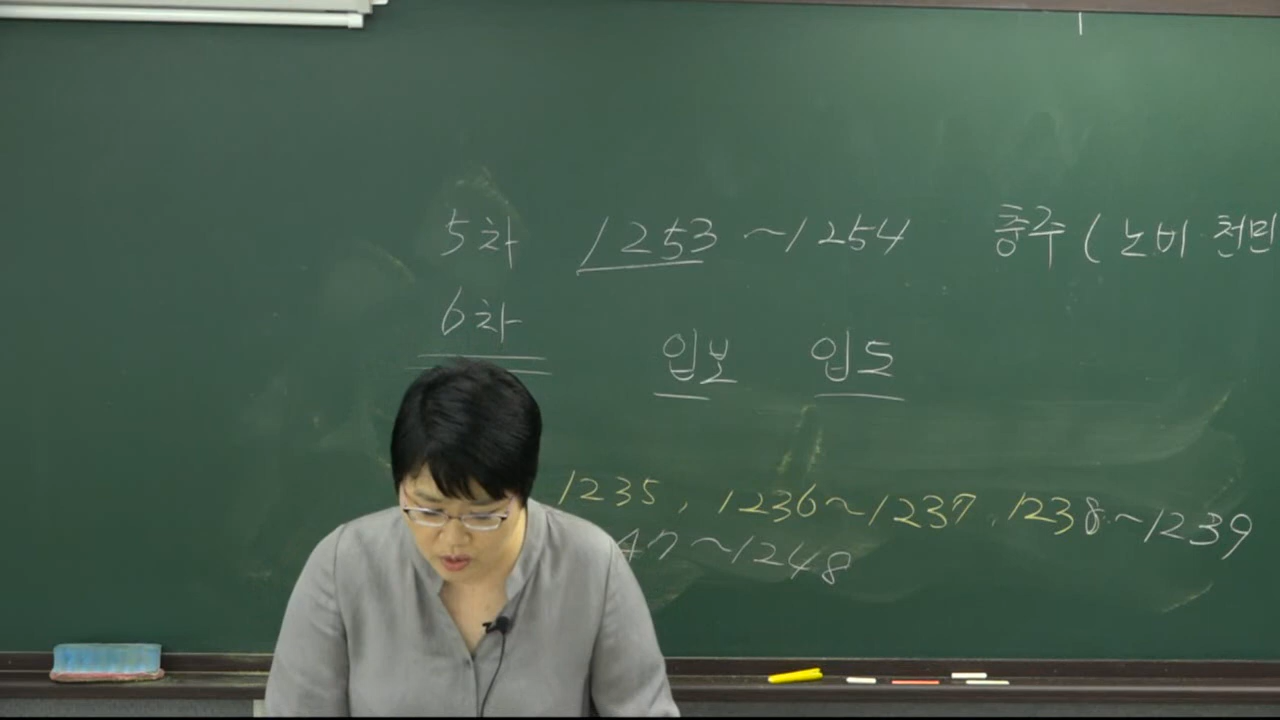 5차 1253 ~ 1254 충주 ( 노비 천민
6차
입보 입도
1235, 1236 ~ 1237, 1238 ~ 1239
47 ~ 1248